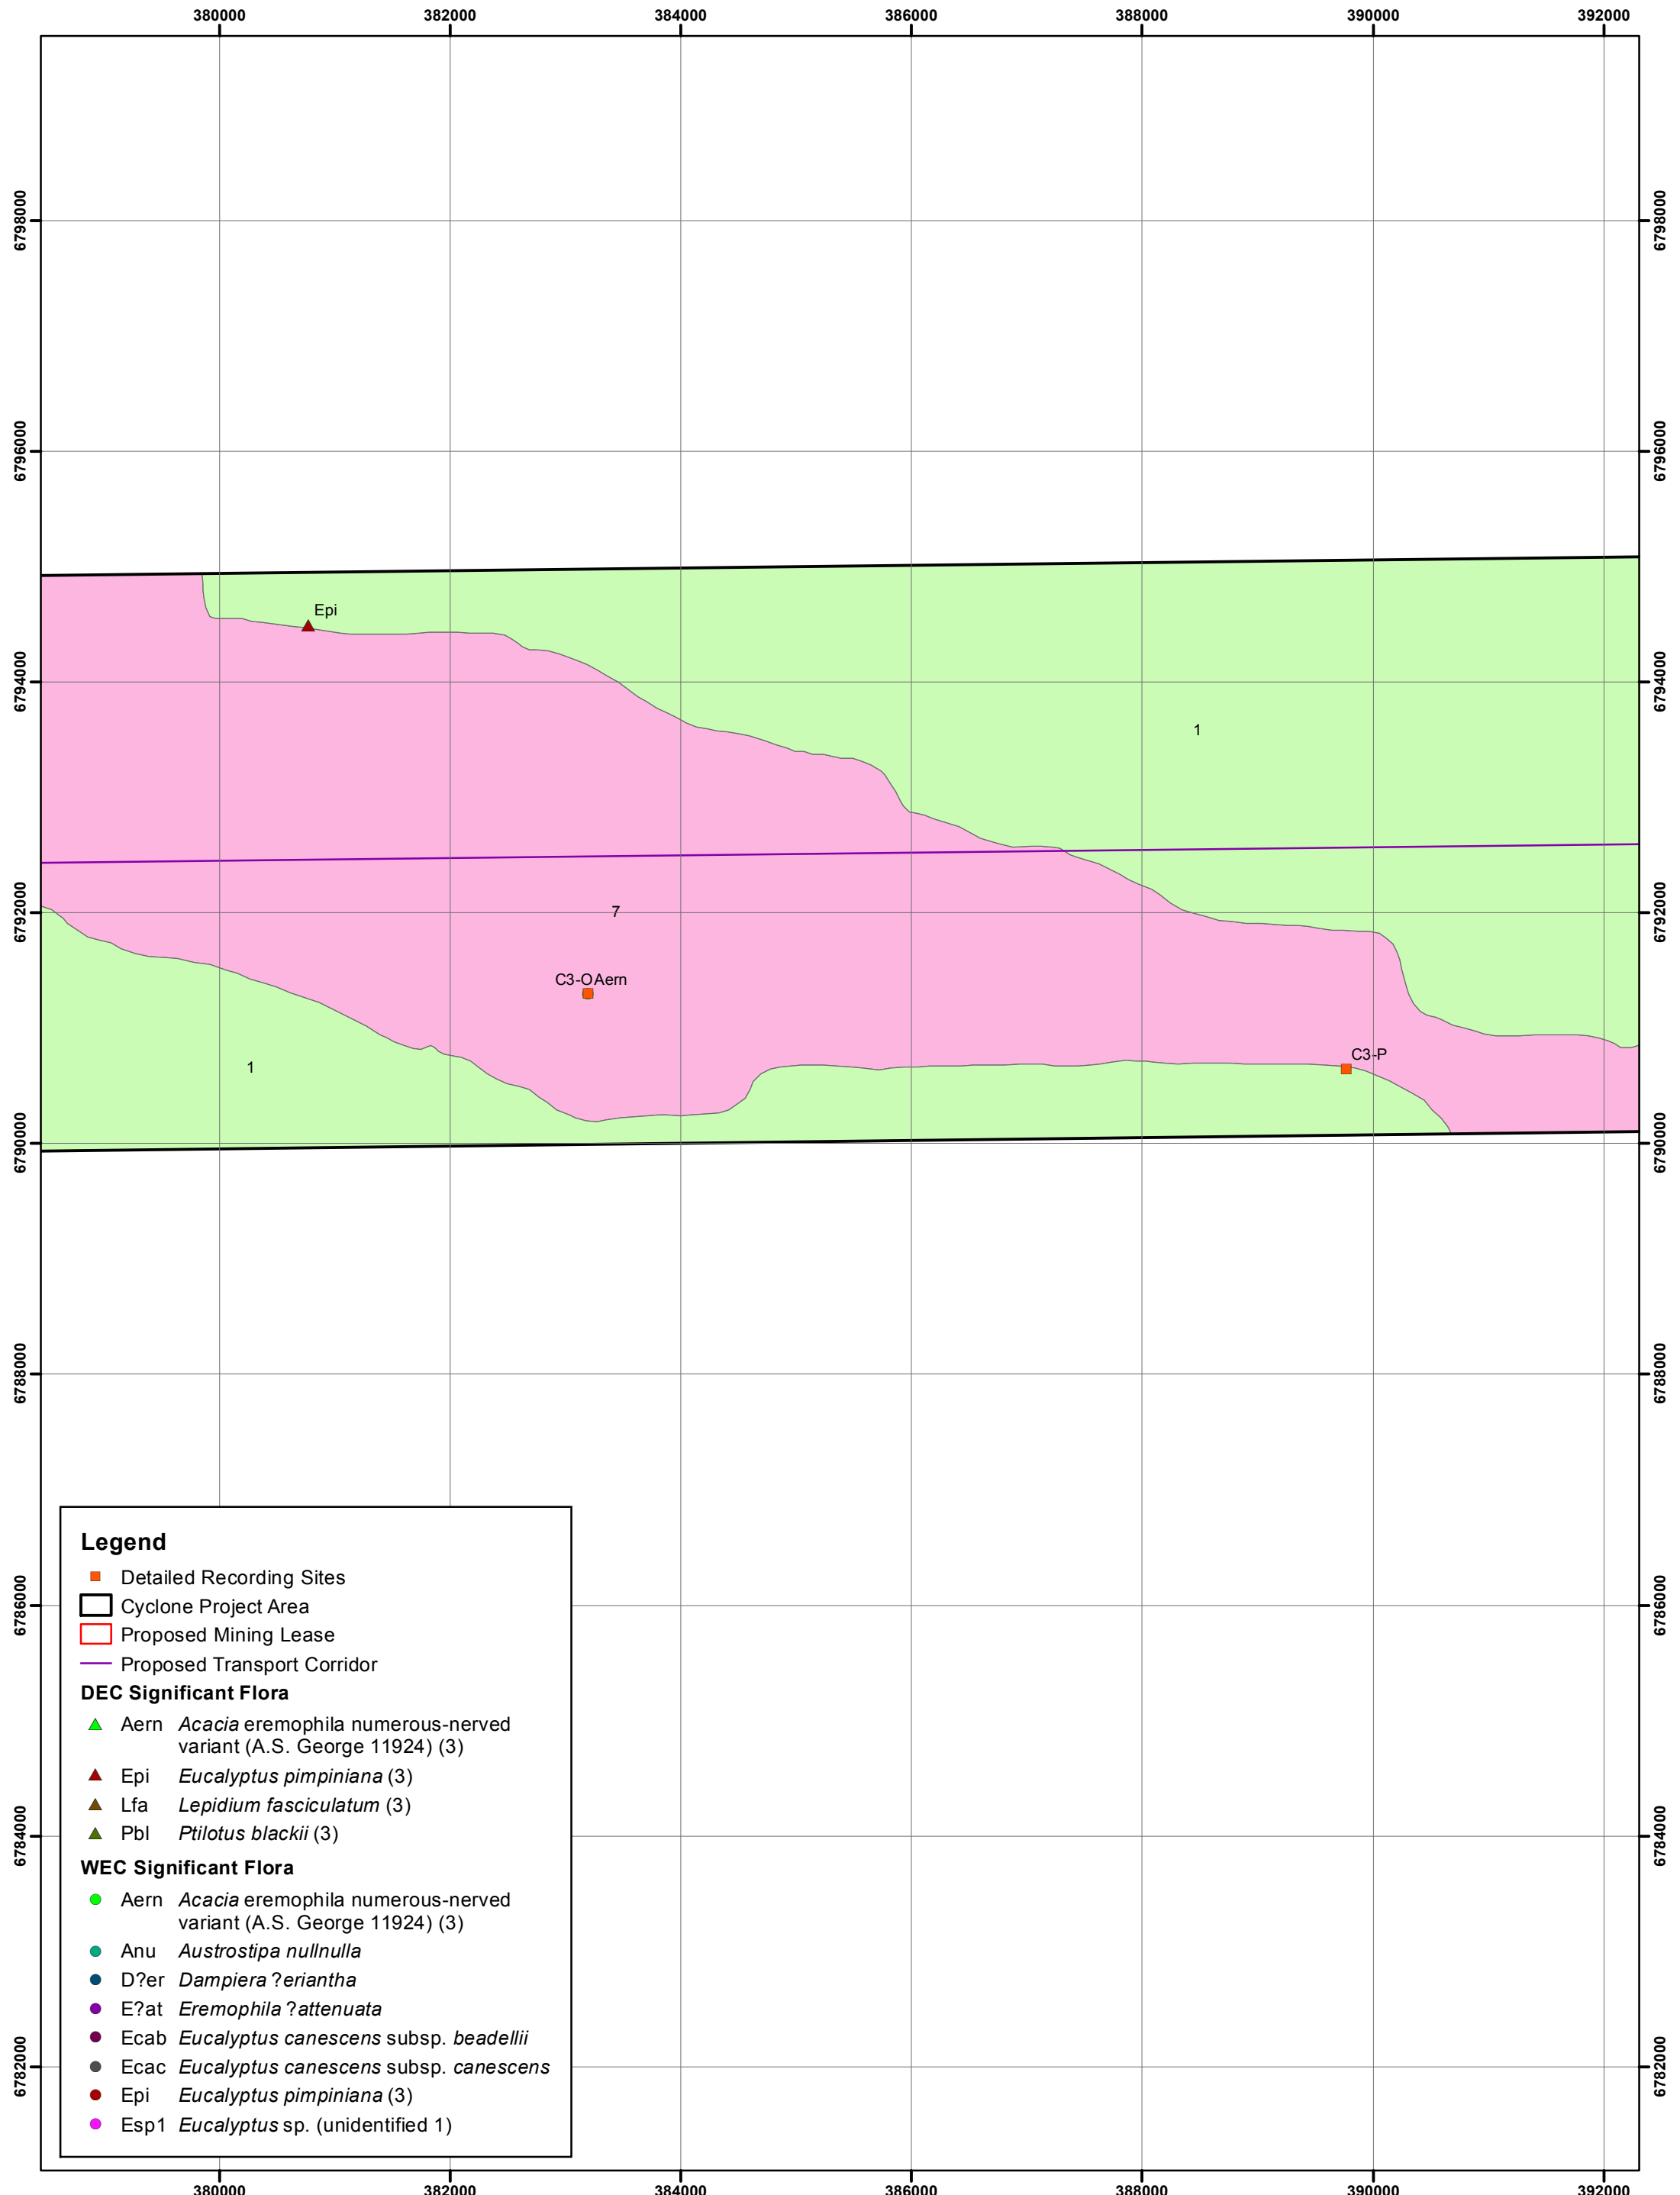 380000 382000 384000 386000 388000 390000 392000
6798000 6798000
6796000 6796000
Epi
6794000 6794000
1
7
6792000 6792000
C3-O Aern
C3-P
1
6790000 6790000
6788000 6788000
Legend
Detailed Recording Sites
6786000 6786000
Cyclone Project Area
Proposed Mining Lease
Proposed Transport Corridor
DEC Significant Flora
Aern Acacia eremophila numerous-nerved
variant (A.S. George 11924) (3)
Epi Eucalyptus pimpiniana (3)
Lfa Lepidium fasciculatum (3)
Pbl Ptilotus blackii (3)
6784000 6784000
WEC Significant Flora
Aern Acacia eremophila numerous-nerved
variant (A.S. George 11924) (3)
Anu Austrostipa nullnulla
D?er Dampiera ?eriantha
E?at Eremophila ?attenuata
Ecab Eucalyptus canescens subsp. beadellii
Ecac Eucalyptus canescens subsp. canescens
6782000 6782000
Epi Eucalyptus pimpiniana (3)
Esp1 Eucalyptus sp. (unidentified 1)
380000 382000 384000 386000 388000 390000 392000